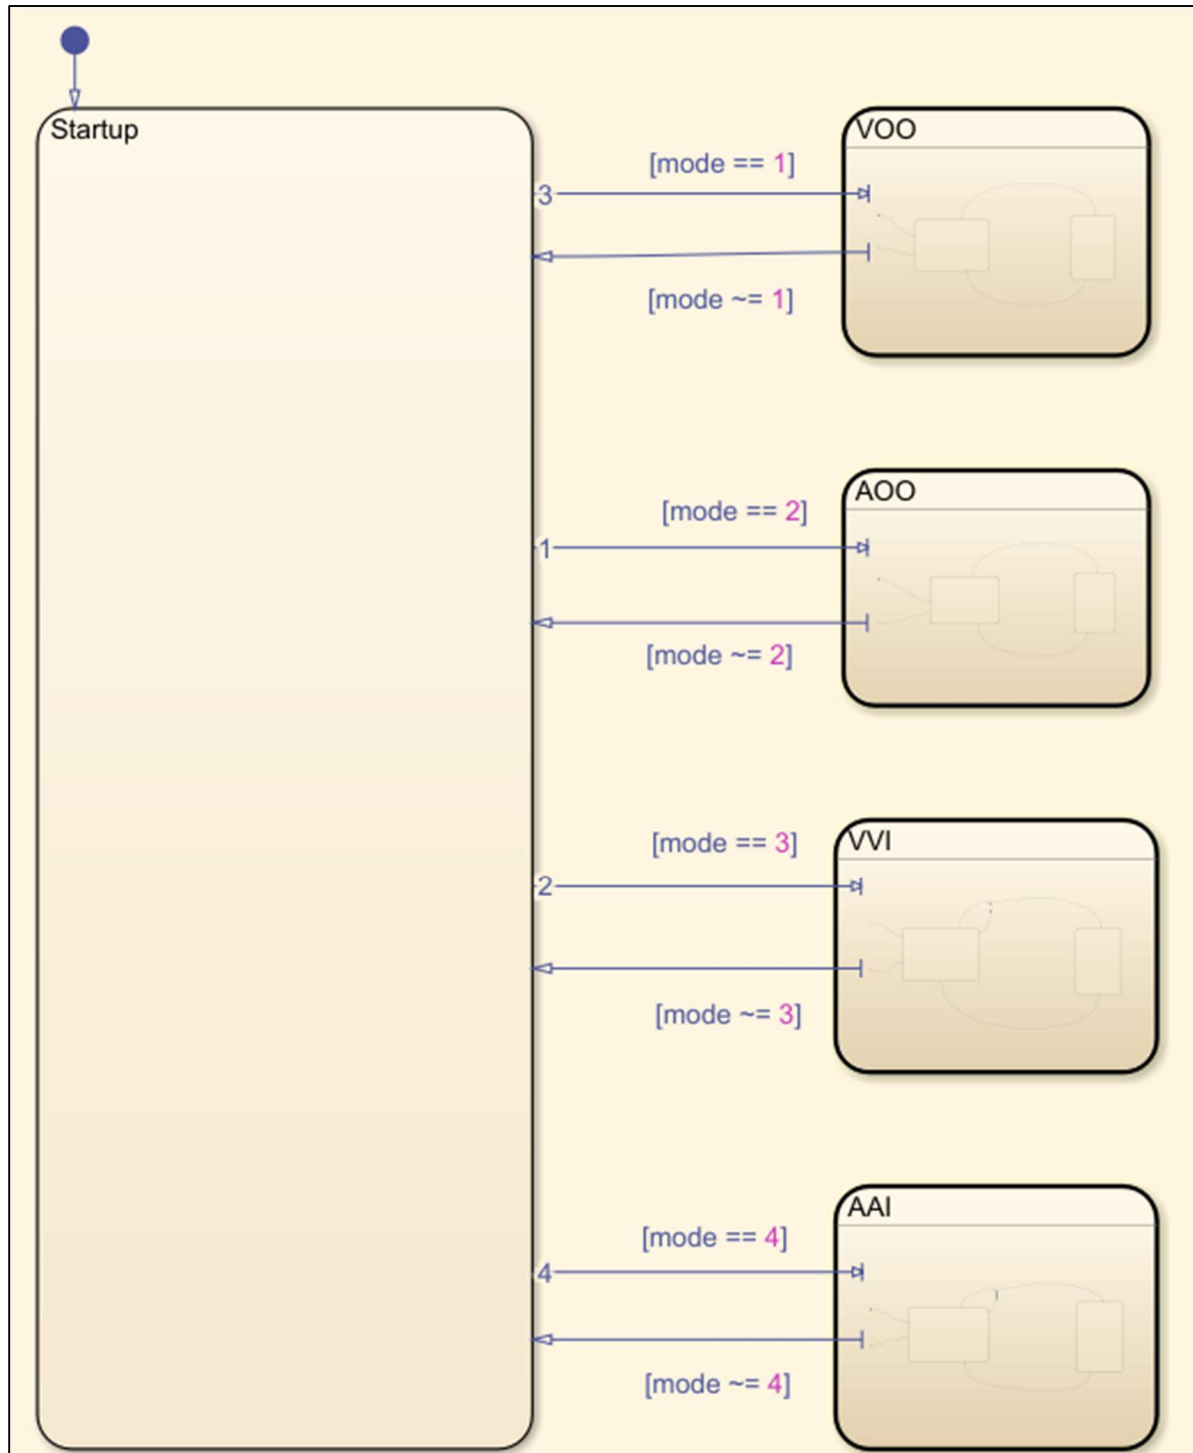 Startup
VOO
[mode == 1]
3
[mode ~= 1]
AOO
[mode == 2]
1
[mode ~= 2]
VVI
[mode == 3]
2
[mode ~= 3]
AAI
[mode == 4]
4
[mode ~= 4]